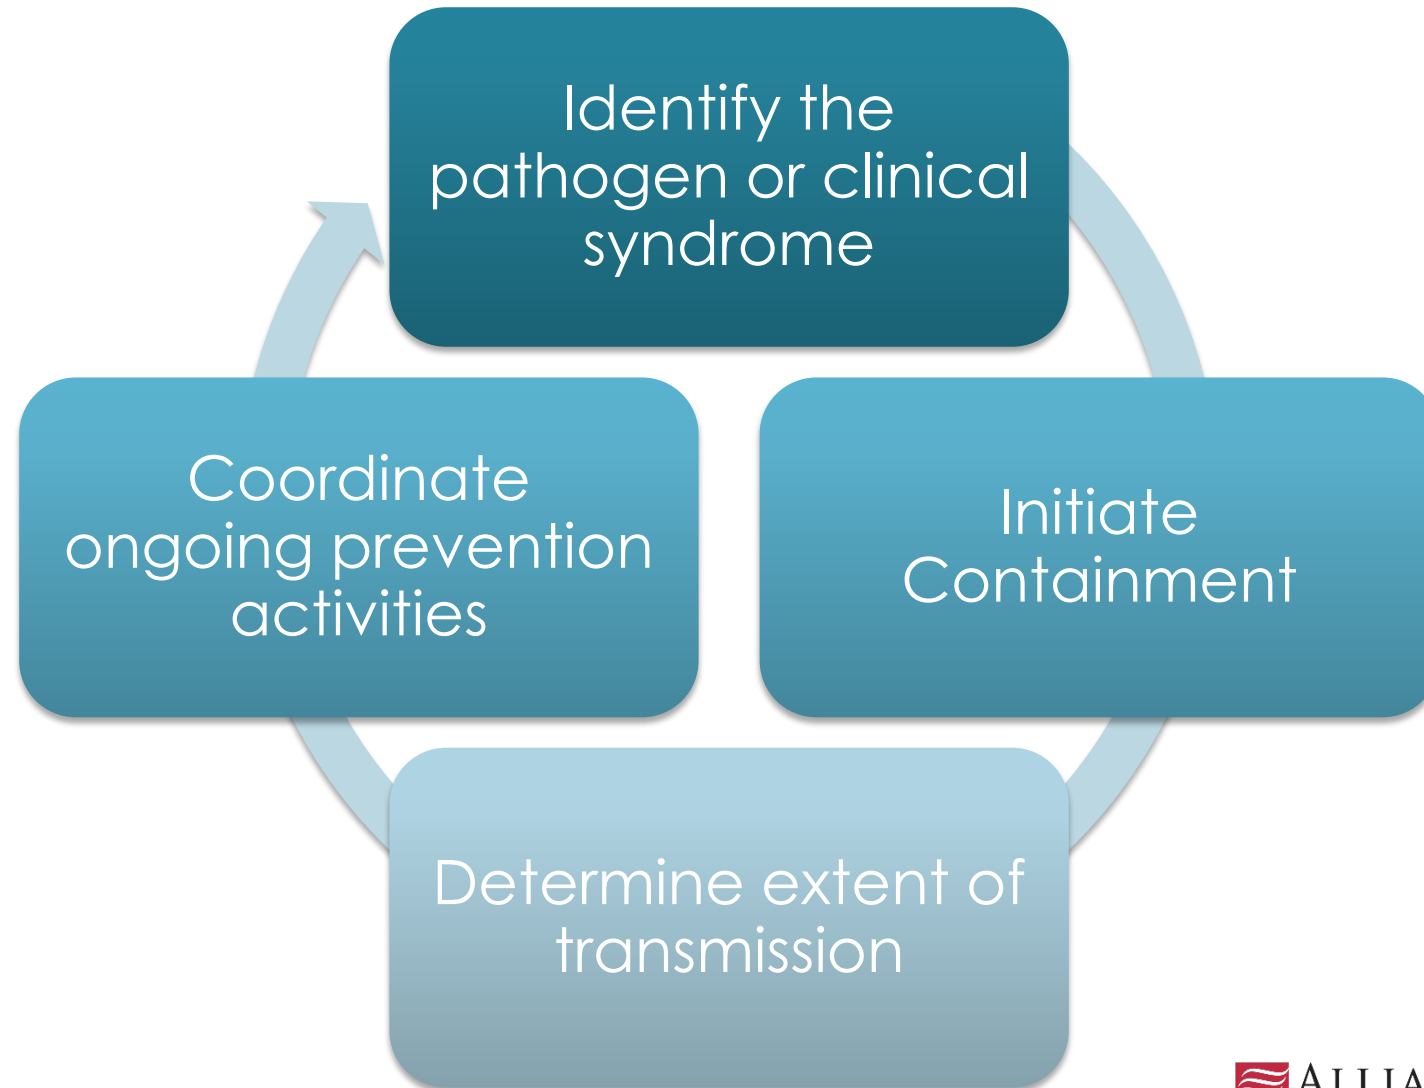 Identify the
pathogen or clinical
syndrome
Initiate
Containment
Determine extent of
transmission
Coordinate
ongoing prevention
activities